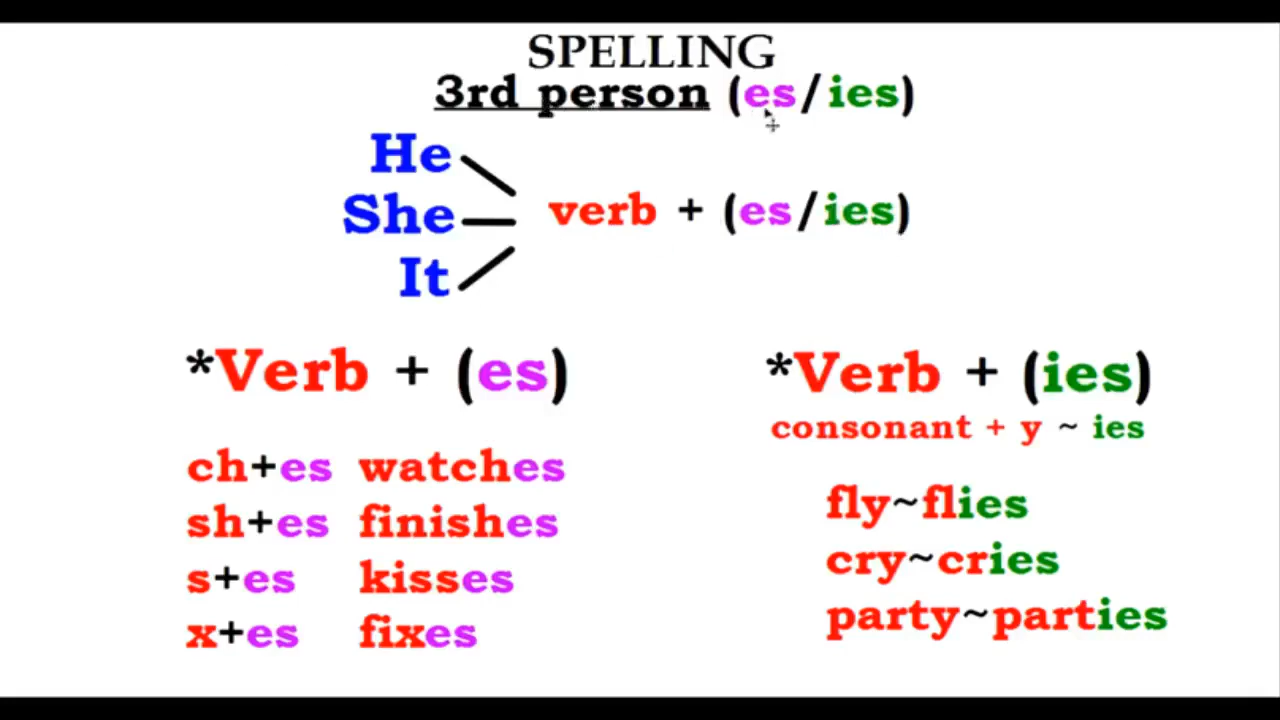 SPELLING
3rd person (es/ies)
He
She
It
verb + (es/ies)
*Verb + (es)
ch+es watches
sh+es finishes
s+es kisses
x+es fixes
*Verb + (ies)
consonant + y ~ ies
fly~flies
cry~cries
party~parties